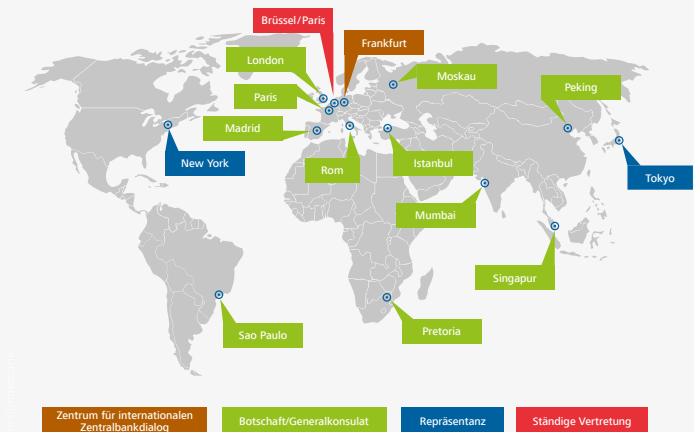 Brüssel/Paris
Frankfurt
London
Moskau
Paris
Peking
Madrid
New York
Rom
Istanbul
Tokyo
Mumbai
Singapur
Sao Paulo
Pretoria
Zentrum für internationalen
Zentralbankdialog
Botschaft/Generalkonsulat
Repräsentanz
Ständige Vertretung